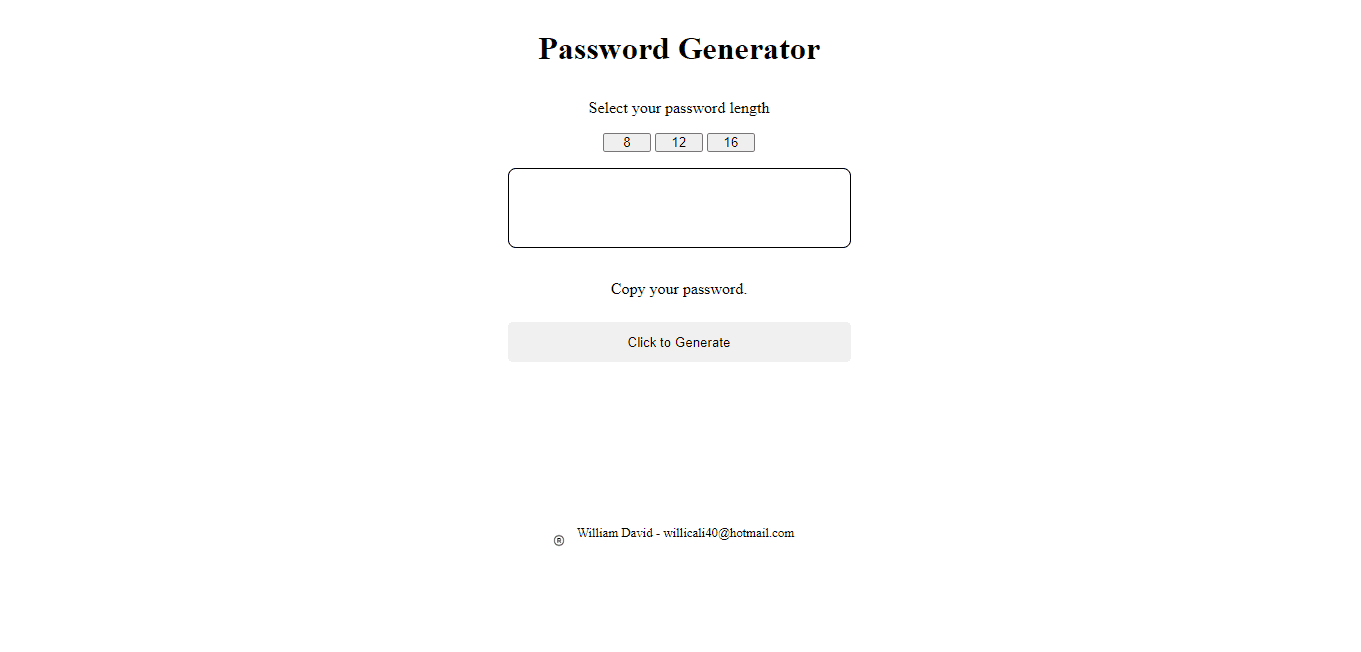 Password Generator
Select your password length
8 12 16
Copy your password.
Click to Generate
® William David - willicali40@hotmail.com